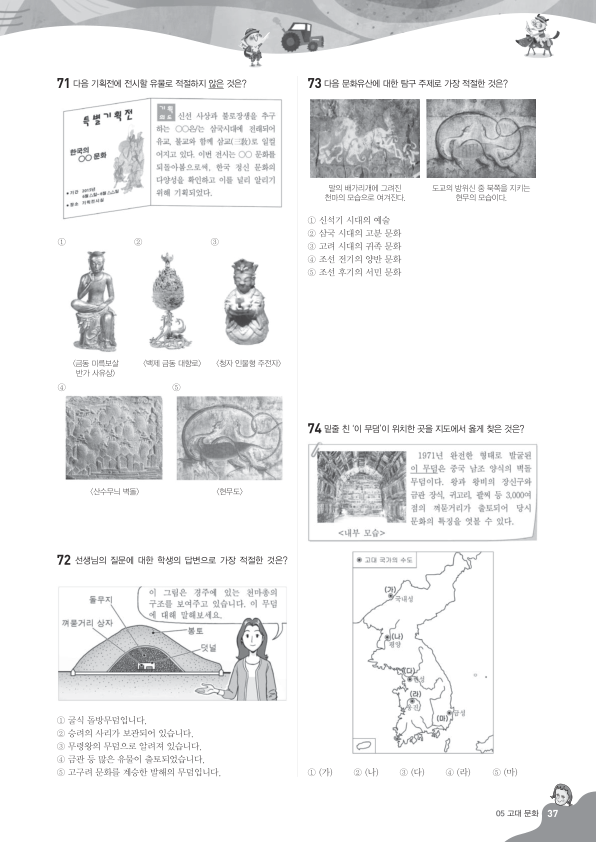 71 다음 기획전에 전시할 유물로 적절하지 않은 것은?
특별기획전
한국의
○○ 문화
• 기간
• 장소 기획전시실
기획
의도
신선 사상과 불로장생을 추구
하는 ○○은/는 삼국시대에 전래되어
유교, 불교와 함께 삼교(三敎)로 일컬
어지고 있다. 이번 전시는 ○○ 문화를
되돌아봄으로써, 한국 정신 문화의
다양성을 확인하고 이를 널리 알리기
위해 기획되었다.
① ② ③
〈금동 미륵보살
반가 사유상〉
〈백제 금동 대향로〉
〈청자 인물형 주전자〉
④ ⑤
〈산수무늬 벽돌〉
〈현무도〉
72 선생님의 질문에 대한 학생의 답변으로 가장 적절한 것은?
이 그림은 경주에 있는 천마총의
구조를 보여주고 있습니다. 이 무덤
에 대해 말해보세요.
돌무지
껴묻거리 상자
봉토
덧널
① 굴식 돌방무덤입니다.
② 승려의 사리가 보관되어 있습니다.
③ 무령왕의 무덤으로 알려져 있습니다.
④ 금관 등 많은 유물이 출토되었습니다.
⑤ 고구려 문화를 계승한 발해의 무덤입니다.
73 다음 문화유산에 대한 탐구 주제로 가장 적절한 것은?
말의 배가리개에 그려진
천마의 모습으로 여겨진다.
도교의 방위신 중 북쪽을 지키는
현무의 모습이다.
① 신석기 시대의 예술
② 삼국 시대의 고분 문화
③ 고려 시대의 귀족 문화
④ 조선 전기의 양반 문화
⑤ 조선 후기의 서민 문화
74 밑줄 친 '이 무덤'이 위치한 곳을 지도에서 옳게 찾은 것은?
1971년 완전한 형태로 발굴된
이 무덤은 중국 남조 양식의 벽돌
무덤이다. 왕과 왕비의 장신구와
금관 장식, 귀고리, 팔찌 등 3,000여
점의 껴묻거리가 출토되어 당시
문화의 특징을 엿볼 수 있다.
<내부 모습>
◉ 고대 국가의 수도
(가)
국내성
(나)
평양
(다)
한성
(라)
웅진
(마)
금성
① (가) ② (나) ③ (다) ④ (라) ⑤ (마)
05 고대 문화 37